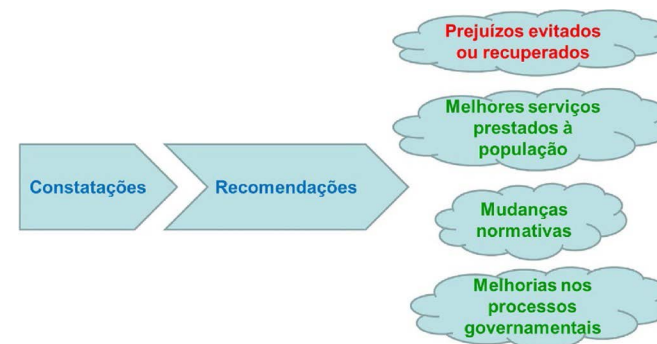 Prejuízos evitados
ou recuperados
Melhores serviços
prestados à
população
Constatações
Recomendações
Mudanças
normativas
Melhorias nos
processos
governamentais